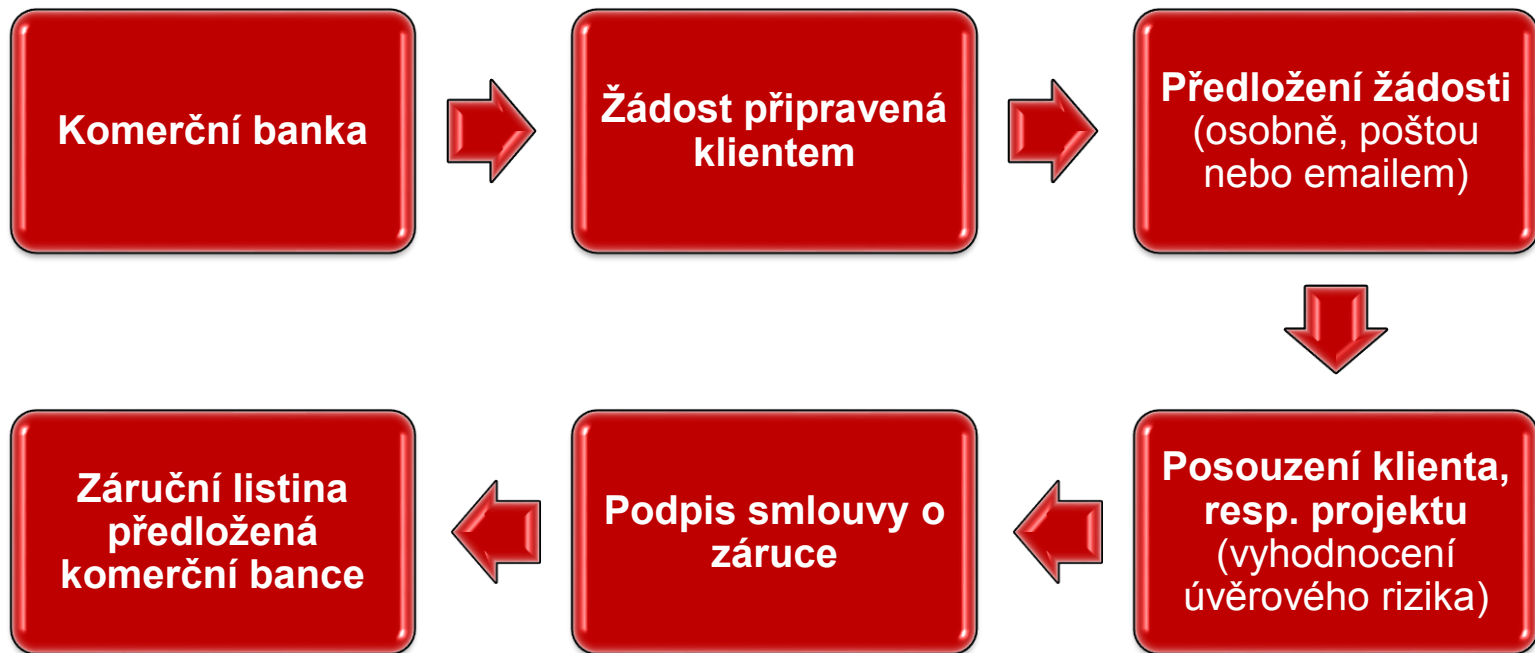 Komerční banka
Žádost připravená
klientem
Předložení žádosti
(osobně, poštou
nebo emailem)
Posouzení klienta,
resp. projektu
(vyhodnocení
úvěrového rizika)
Podpis smlouvy o
záruce
Záruční listina
předložená
komerční bance